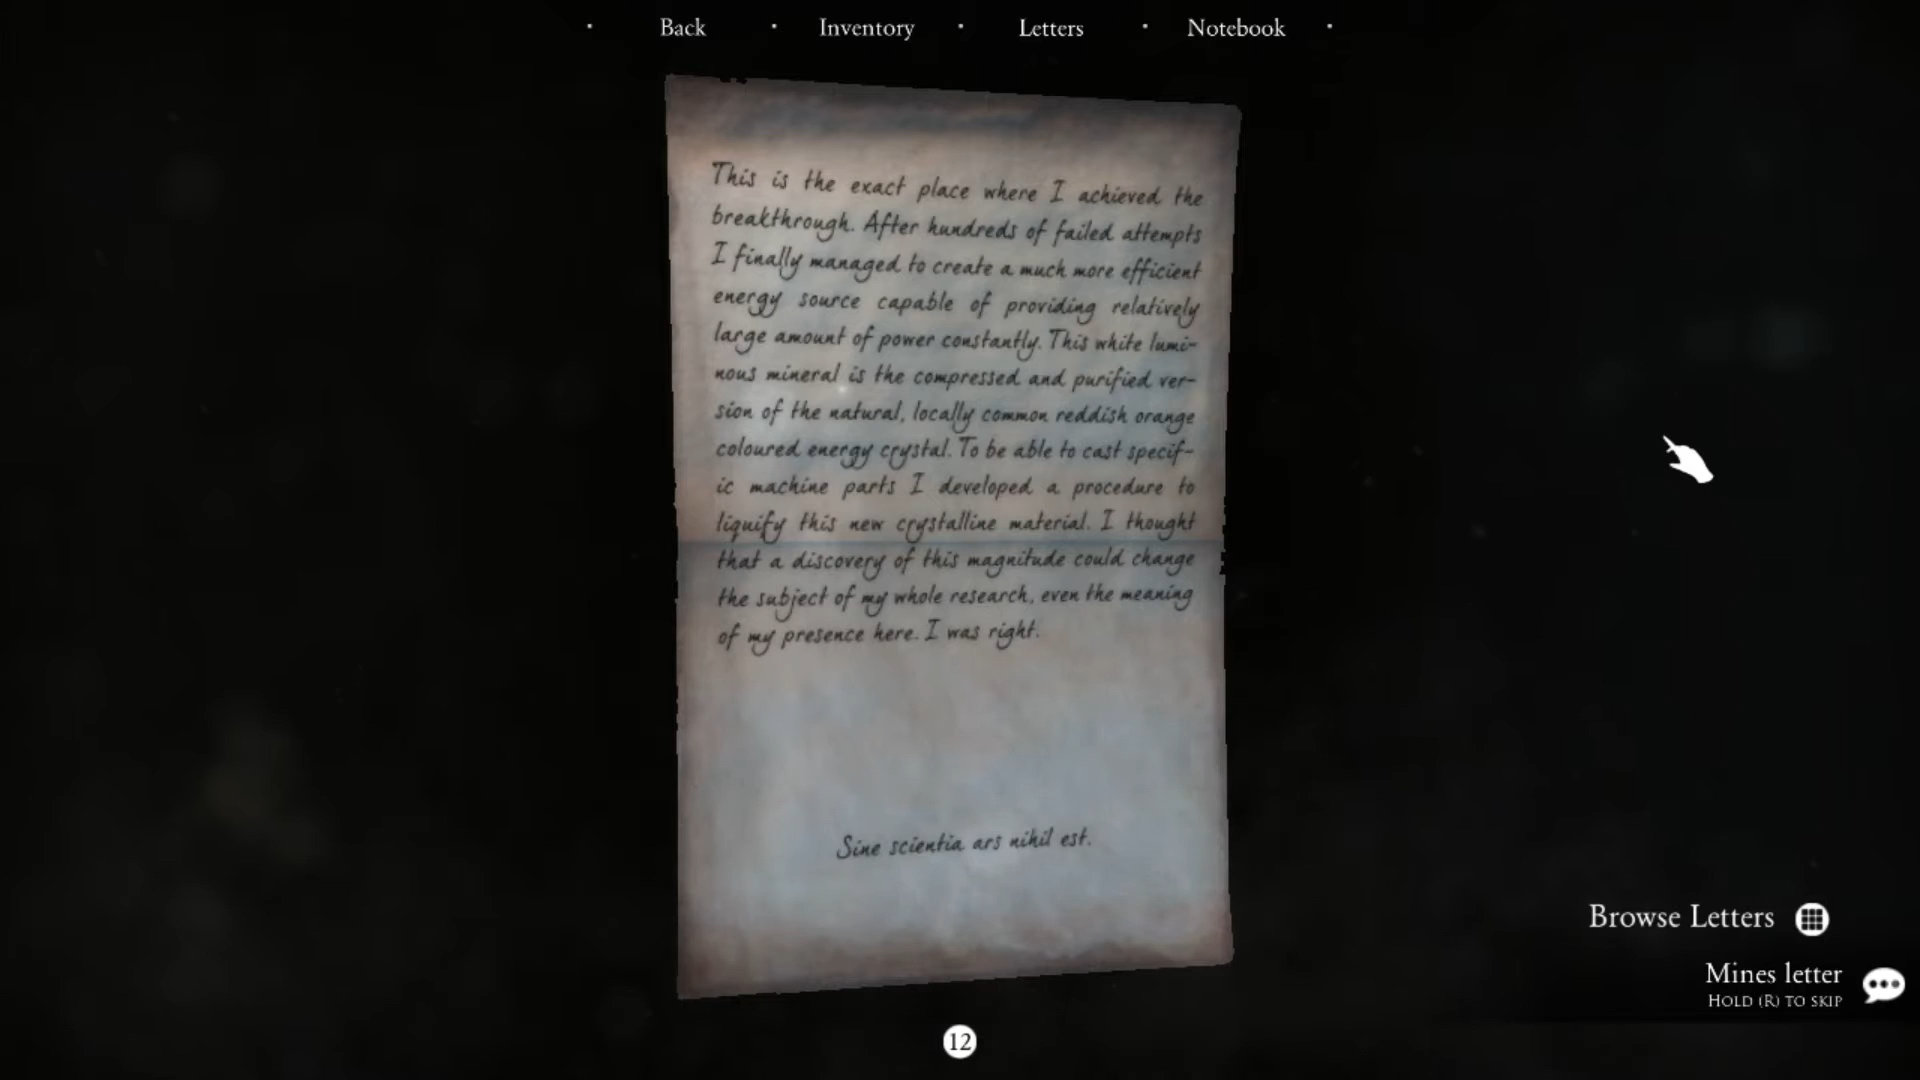 Back
Inventory
Letters
Notebook
This is the exact place where I achieved the
breakthrough. After hundreds of failed attempts
I finally managed to create a much more efficient
energy source capable of providing relatively
large amount of power constantly. This white lumi-
nous mineral is the compressed and purified ver-
sion of the natural, locally common reddish orange
coloured energy crystal. To be able to cast specif-
ic machine parts I developed a procedure to
liquify this new crystalline material. I thought
that a discovery of this magnitude could change
the subject of my whole research, even the meaning
of my presence here. I was right.
Sine scientia ars nihil est.
Browse Letters
Mines letter
HOLD (R) TO SKIP
12